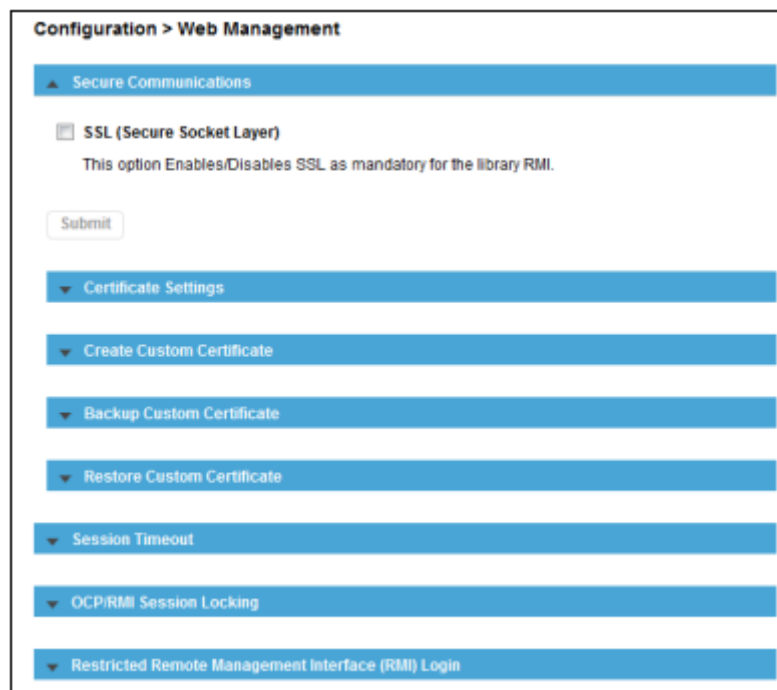 Configuration > Web Management
Secure Communications
SSL (Secure Socket Layer)
This option Enables/Disables SSL as mandatory for the library RMI.
Submit
Certificate Settings
Create Custom Certificate
Backup Custom Certificate
Restore Custom Certificate
Session Timeout
OCP/RMI Session Locking
Restricted Remote Management Interface (RMI) Login